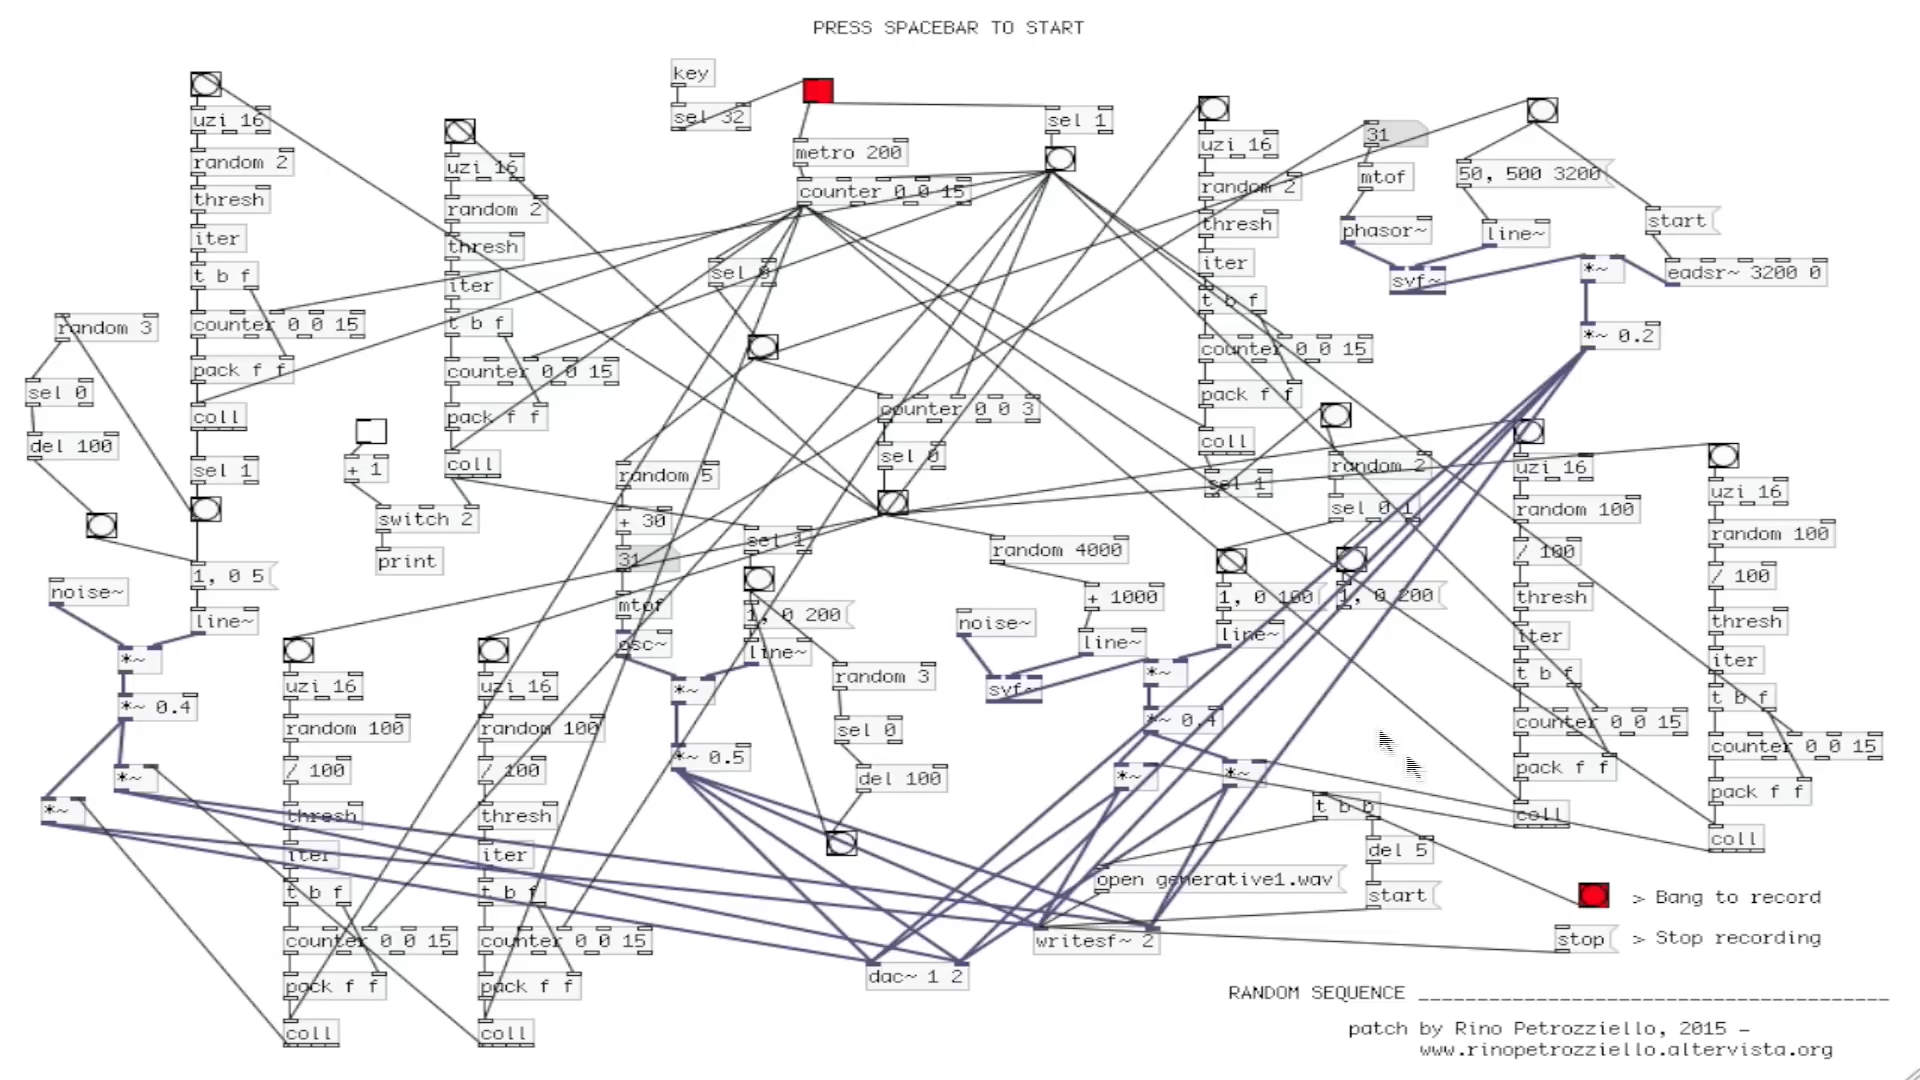 PRESS SPACEBAR TO START
key
sel 32
metro 200
counter 0 0 15
sel 0
sel 1
uzi 16
random 2
thresh
iter
t b f
counter 0 0 15
pack f f
coll
sel 1
random 3
sel 0
del 100
1, 0 5
line~
noise~
*~
*~ 0.4
*~
*~
uzi 16
random 2
thresh
iter
t b f
counter 0 0 15
pack f f
coll
+ 1
switch 2
print
uzi 16
random 100
/ 100
thresh
iter
t b f
counter 0 0 15
pack f f
coll
uzi 16
random 100
/ 100
thresh
iter
t b f
counter 0 0 15
pack f f
coll
random 5
+ 30
31
mtof
osc~
sel 1
1, 0 200
line~
*~
*~ 0.5
random 3
sel 0
del 100
counter 0 0 3
sel 0
random 4000
+ 1000
line~
noise~
svf~
uzi 16
random 2
thresh
iter
t b f
counter 0 0 15
pack f f
coll
sel 1
random 2
sel 0 1
1, 0 100
1, 0 200
line~
*~
*~ 0.4
*~
*~
31
mtof
phasor~
svf~
50, 500 3200
line~
start
eadsr~ 3200 0
*~
*~ 0.2
uzi 16
random 100
/ 100
thresh
iter
t b f
counter 0 0 15
pack f f
coll
uzi 16
random 100
/ 100
thresh
iter
t b f
counter 0 0 15
pack f f
coll
t b b
del 5
open generative1.wav
start
writesf~ 2
dac~ 1 2
> Bang to record
stop
> Stop recording
RANDOM SEQUENCE ________________________________________
patch by Rino Petrozziello, 2015 -
www.rinopetrozziello.altervista.org